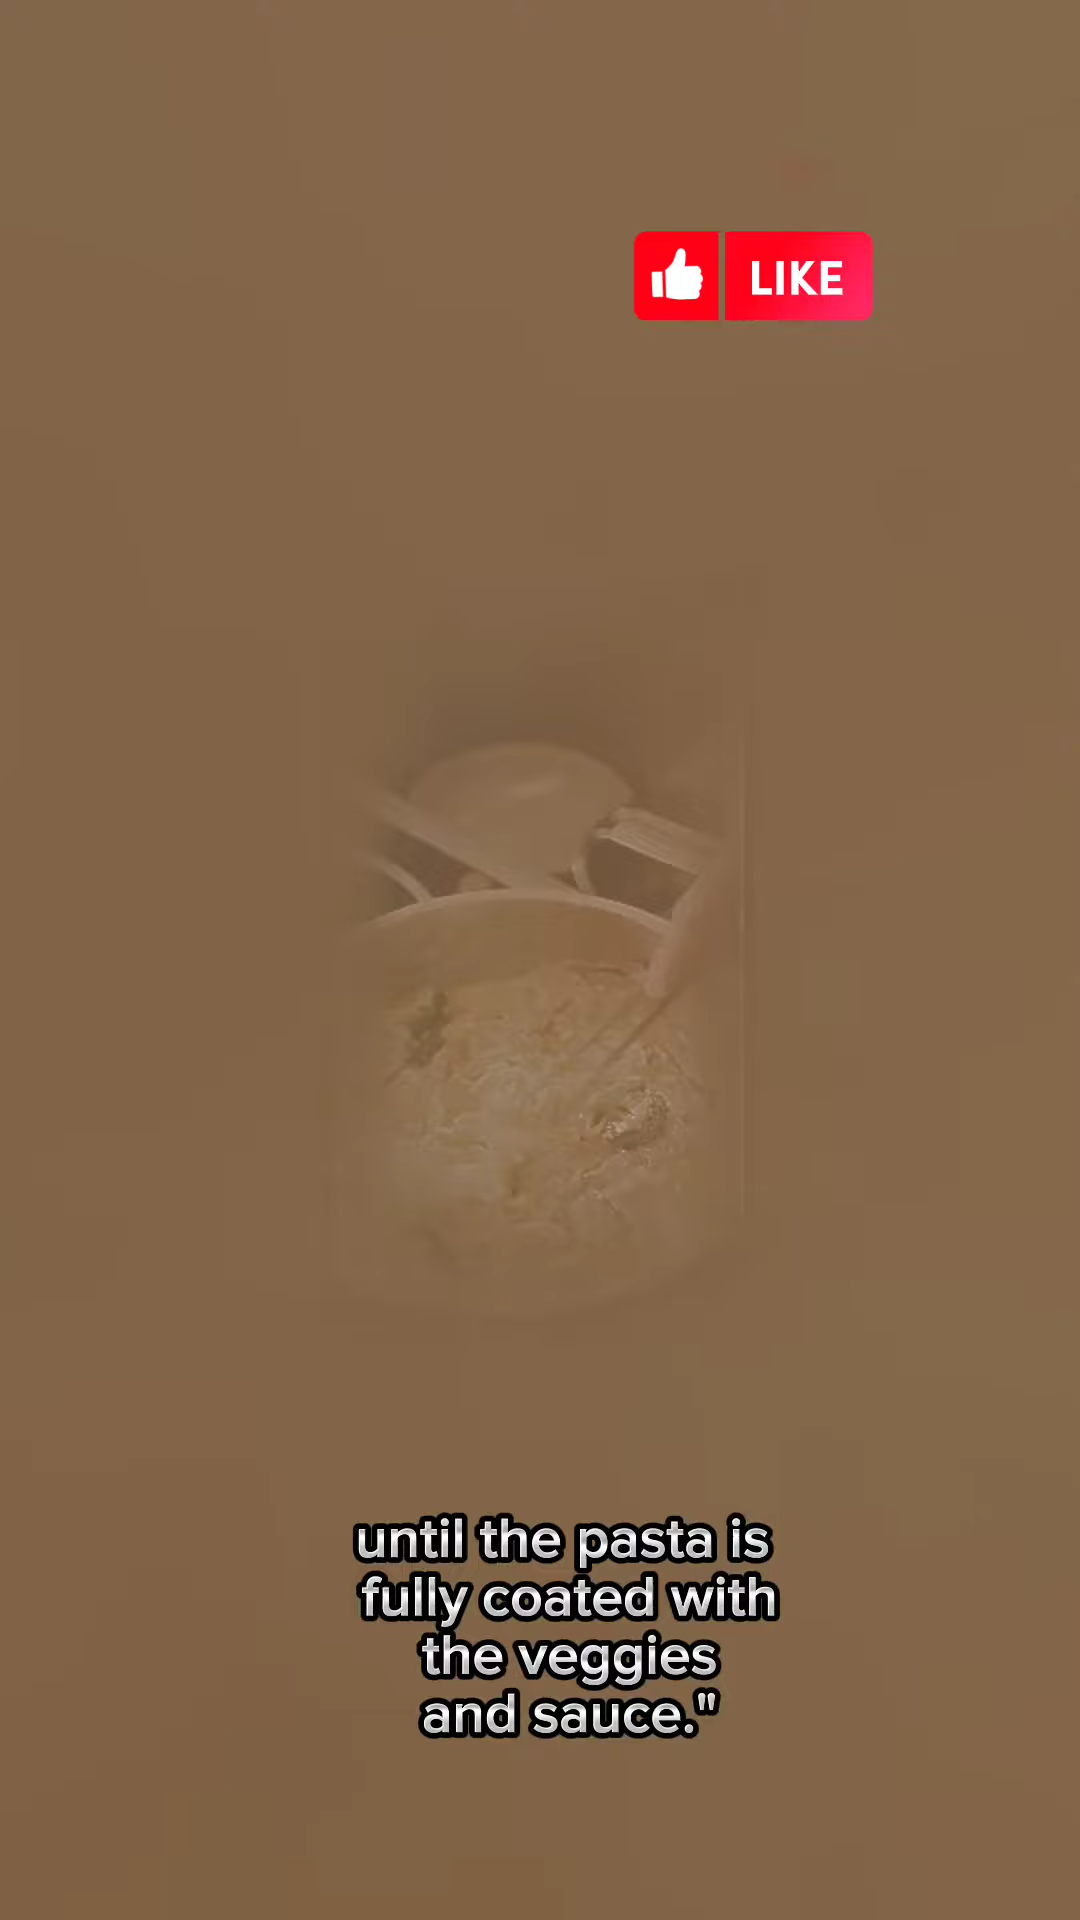 LIKE
until the pasta is
fully coated with
the veggies
and sauce."